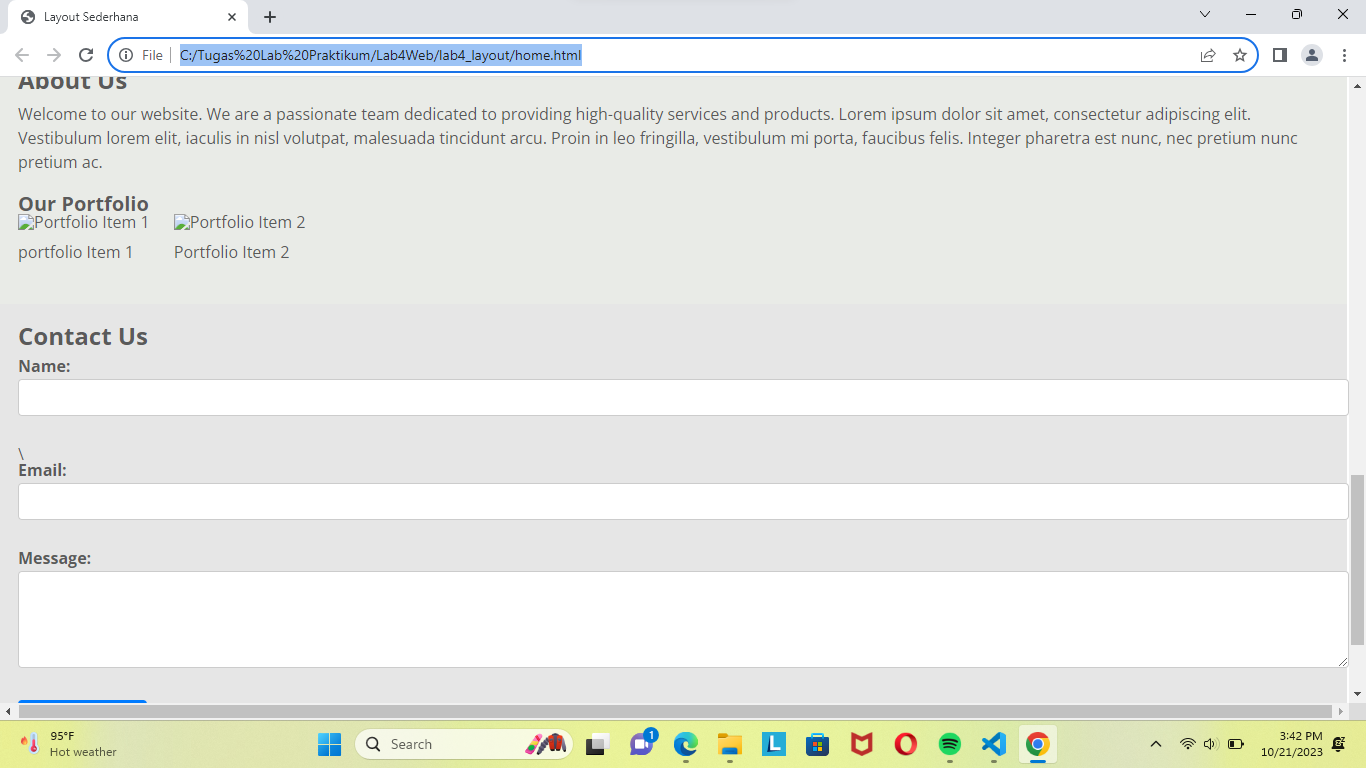 Layout Sederhana
File
C:/Tugas%20Lab%20Praktikum/Lab4Web/lab4_layout/home.html
About Us
Welcome to our website. We are a passionate team dedicated to providing high-quality services and products. Lorem ipsum dolor sit amet, consectetur adipiscing elit.
Vestibulum lorem elit, iaculis in nisl volutpat, malesuada tincidunt arcu. Proin in leo fringilla, vestibulum mi porta, faucibus felis. Integer pharetra est nunc, nec pretium nunc
pretium ac.
Our Portfolio
Portfolio Item 1 Portfolio Item 2
portfolio Item 1 Portfolio Item 2
Contact Us
Name:
\
Email:
Message:
95°F
Hot weather
Search
1
L
3:42 PM
10/21/2023